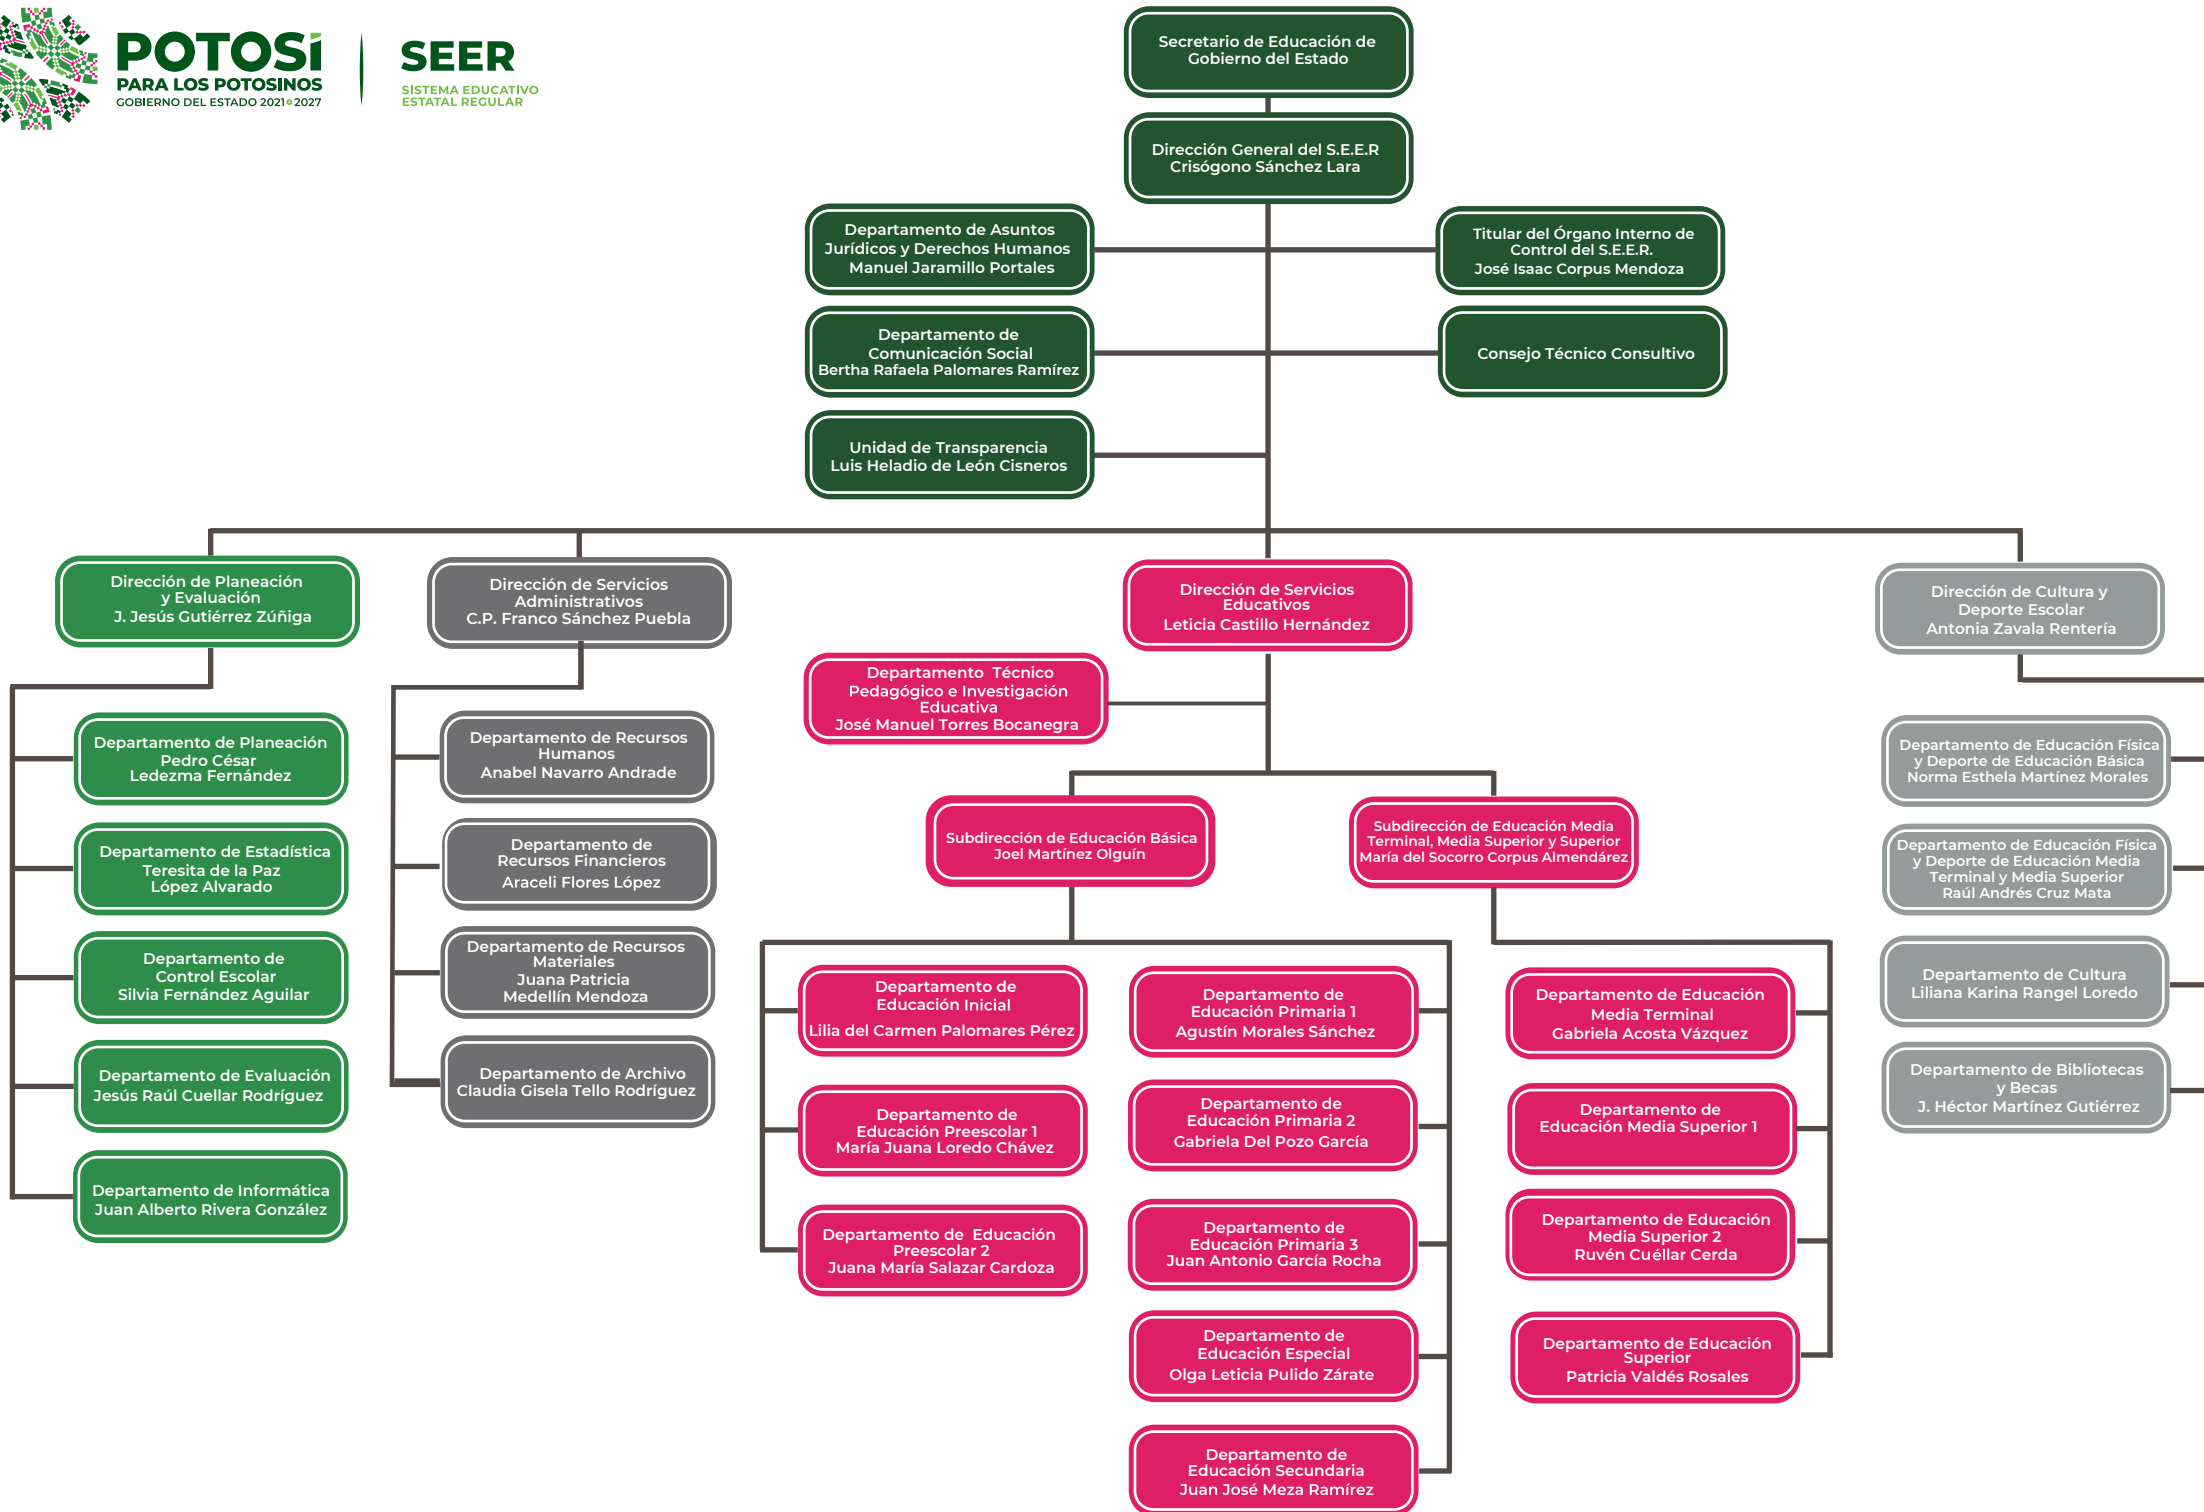 POTOSÍ
PARA LOS POTOSINOS
GOBIERNO DEL ESTADO 2021 2027
SEER
SISTEMA EDUCATIVO
ESTATAL REGULAR
Secretario de Educación de
Gobierno del Estado
Dirección General del S.E.E.R
Crisógono Sánchez Lara
Departamento de Asuntos
Jurídicos y Derechos Humanos
Manuel Jaramillo Portales
Titular del Órgano Interno de
Control del S.E.E.R.
José Isaac Corpus Mendoza
Departamento de
Comunicación Social
Bertha Rafaela Palomares Ramírez
Consejo Técnico Consultivo
Unidad de Transparencia
Luis Heladio de León Cisneros
Dirección de Planeación
y Evaluación
J. Jesús Gutiérrez Zúñiga
Dirección de Servicios
Administrativos
C.P. Franco Sánchez Puebla
Dirección de Servicios
Educativos
Leticia Castillo Hernández
Dirección de Cultura y
Deporte Escolar
Antonia Zavala Rentería
Departamento Técnico
Pedagógico e Investigación
Educativa
José Manuel Torres Bocanegra
Subdirección de Educación Básica
Joel Martínez Olguín
Subdirección de Educación Media
Terminal, Media Superior y Superior
María del Socorro Corpus Almendárez
Departamento de Planeación
Pedro César
Ledezma Fernández
Departamento de Estadística
Teresita de la Paz
López Alvarado
Departamento de
Control Escolar
Silvia Fernández Aguilar
Departamento de Evaluación
Jesús Raúl Cuellar Rodríguez
Departamento de Informática
Juan Alberto Rivera González
Departamento de Recursos
Humanos
Anabel Navarro Andrade
Departamento de
Recursos Financieros
Araceli Flores López
Departamento de Recursos
Materiales
Juana Patricia
Medellín Mendoza
Departamento de Archivo
Claudia Gisela Tello Rodríguez
Departamento de
Educación Inicial
Lilia del Carmen Palomares Pérez
Departamento de
Educación Preescolar 1
María Juana Loredo Chávez
Departamento de Educación
Preescolar 2
Juana María Salazar Cardoza
Departamento de
Educación Primaria 1
Agustín Morales Sánchez
Departamento de
Educación Primaria 2
Gabriela Del Pozo García
Departamento de
Educación Primaria 3
Juan Antonio García Rocha
Departamento de
Educación Especial
Olga Leticia Pulido Zárate
Departamento de
Educación Secundaria
Juan José Meza Ramírez
Departamento de Educación
Media Terminal
Gabriela Acosta Vázquez
Departamento de
Educación Media Superior 1
Departamento de Educación
Media Superior 2
Ruvén Cuéllar Cerda
Departamento de Educación
Superior
Patricia Valdés Rosales
Departamento de Educación Física
y Deporte de Educación Básica
Norma Esthela Martínez Morales
Departamento de Educación Física
y Deporte de Educación Media
Terminal y Media Superior
Raúl Andrés Cruz Mata
Departamento de Cultura
Liliana Karina Rangel Loredo
Departamento de Bibliotecas
y Becas
J. Héctor Martínez Gutiérrez